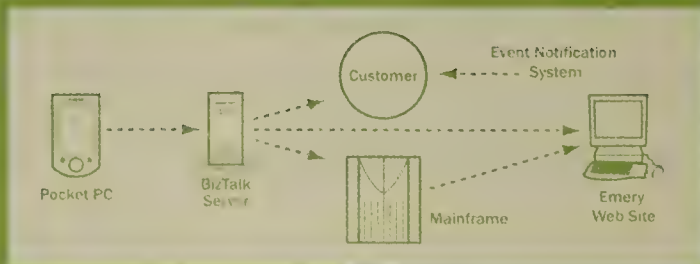 Event Notification
System
Customer
Pocket PC
BizTalk
Server
Mainframe
Emery
Web Site